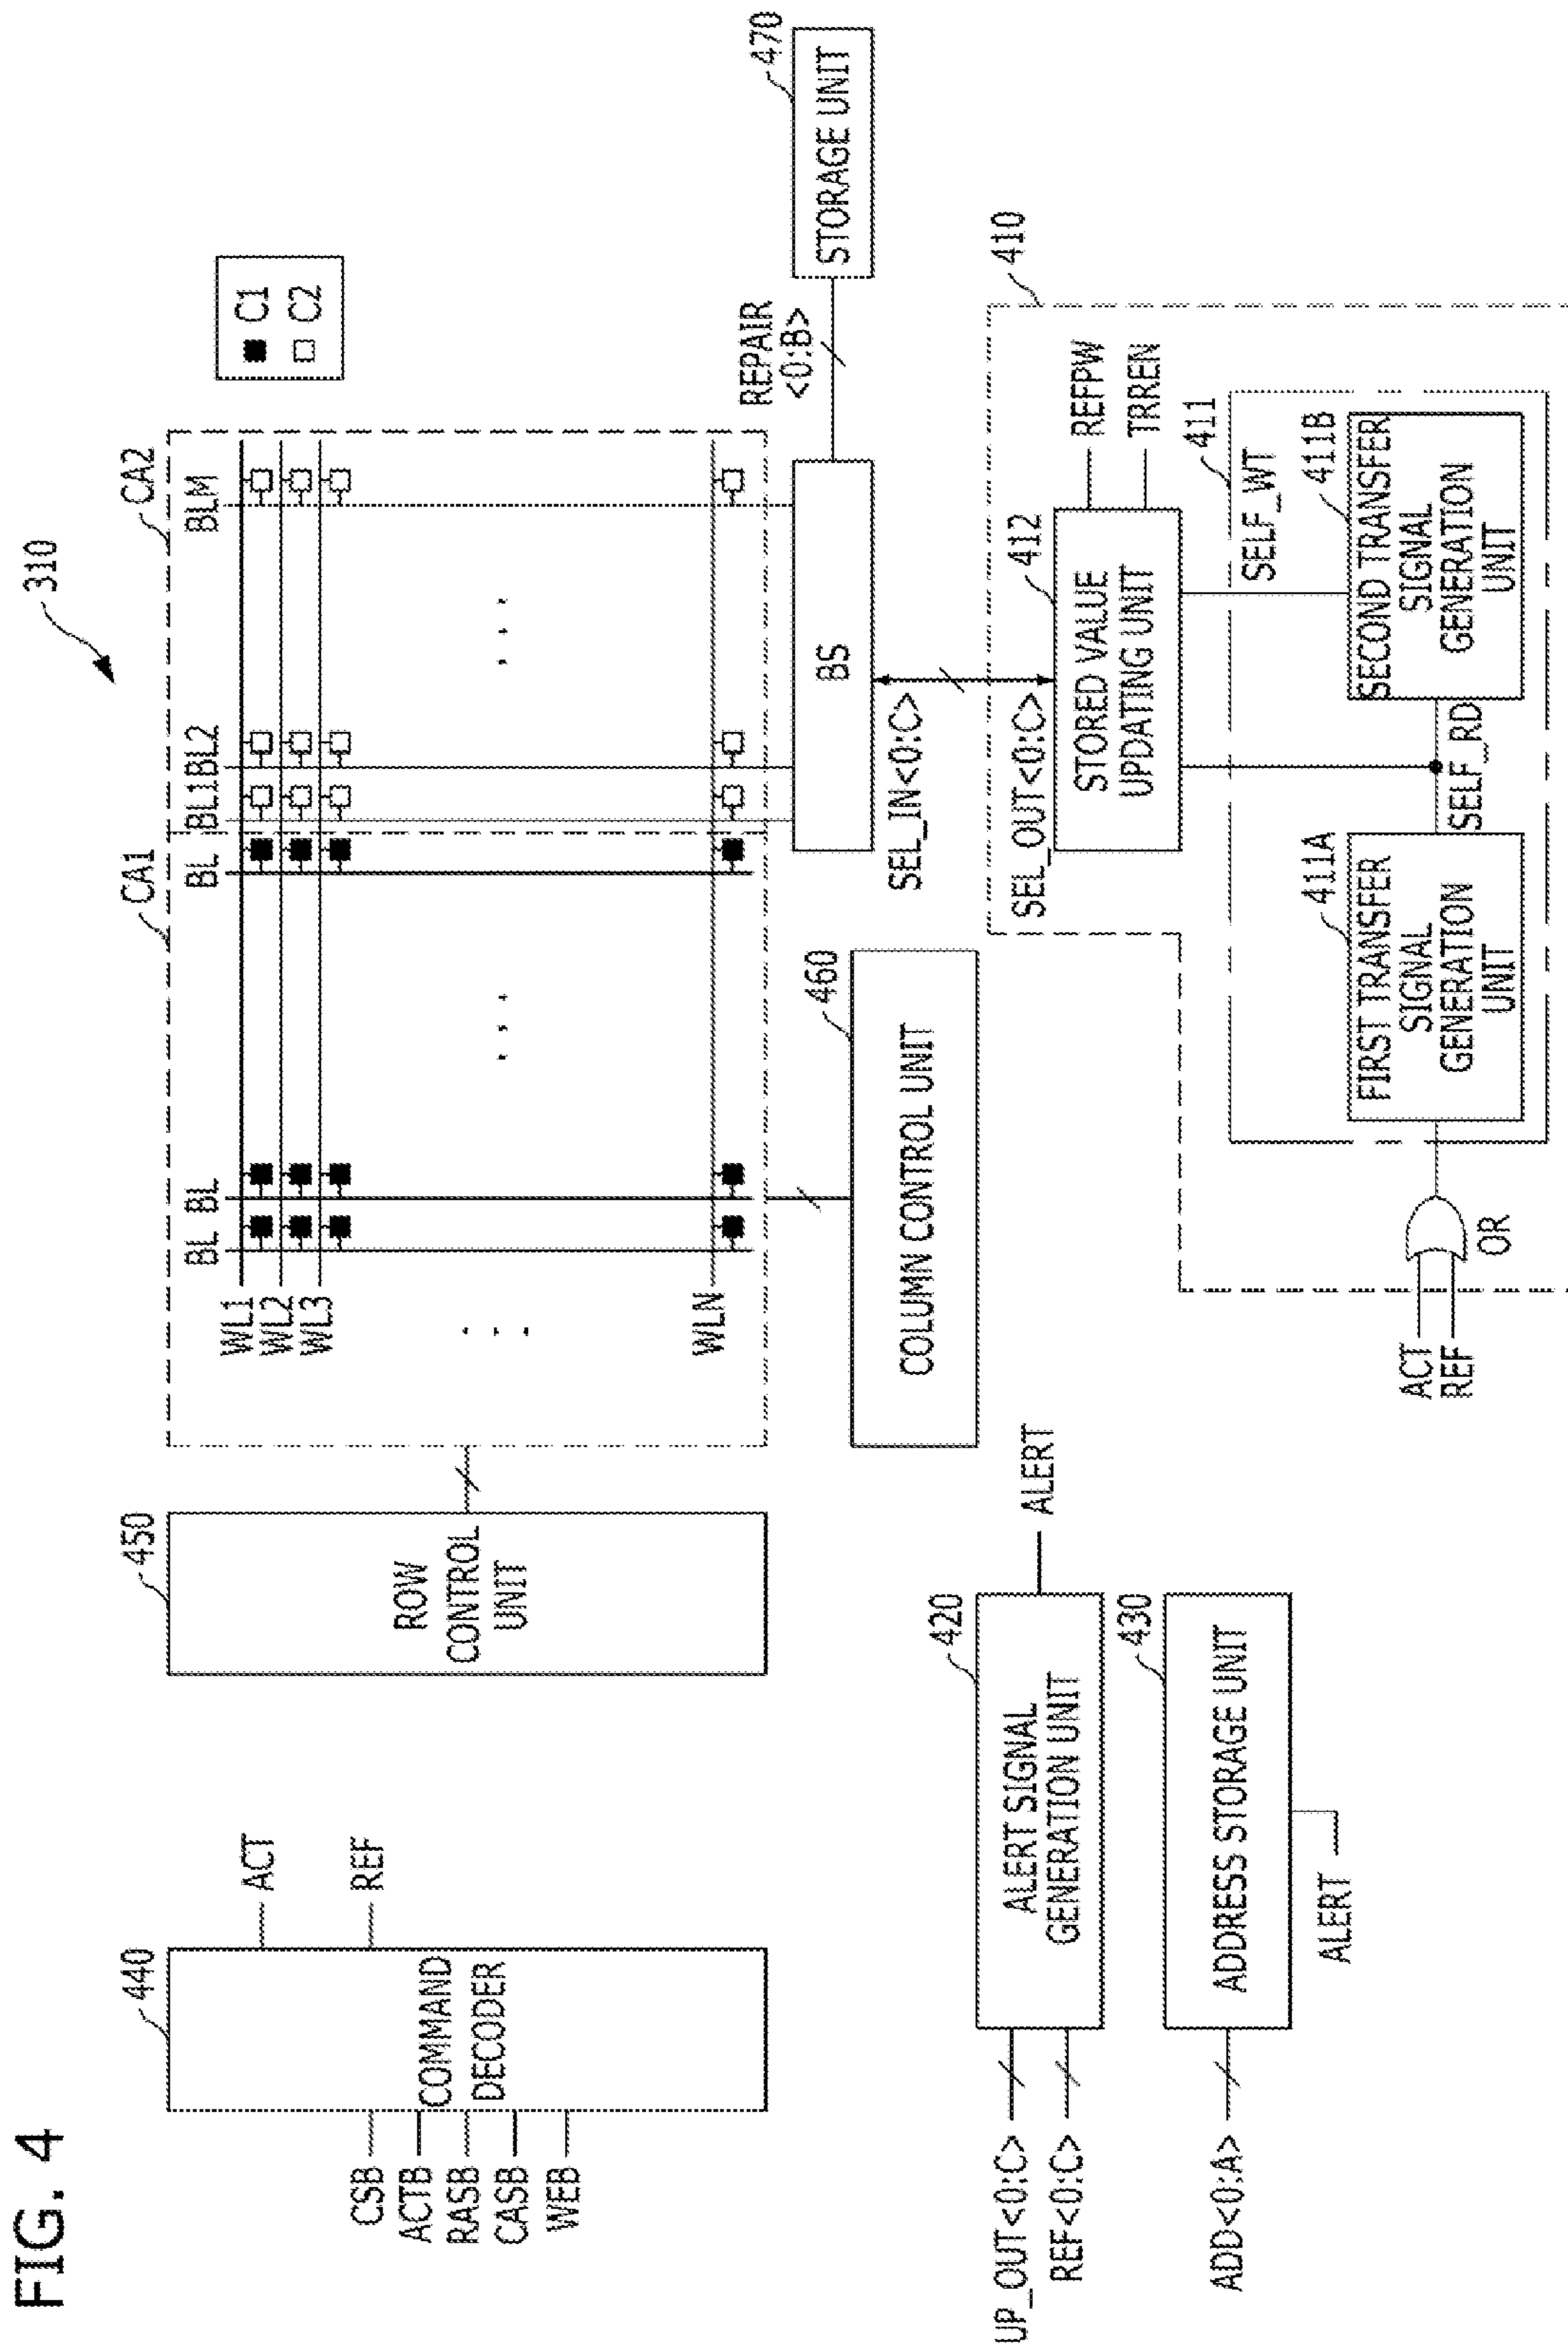 FIG. 4
310
440
COMMAND
DECODER
CSB
ACTB
RASB
CASB
WEB
ACT
REF
450
ROW
CONTROL
UNIT
CA1
CA2
BL
BL
BL
BL1
BL2
BLM
WL1
WL2
WL3
WLN
C1
C2
460
COLUMN CONTROL UNIT
BS
REPAIR
<0:B>
470
STORAGE UNIT
SEL_IN<0:C>
SEL_OUT<0:C>
410
412
STORED VALUE
UPDATING UNIT
REFPW
TRREN
411
SELF_WT
411A
FIRST TRANSFER
SIGNAL
GENERATION
UNIT
SELF_RD
411B
SECOND TRANSFER
SIGNAL
GENERATION
UNIT
ACT
REF
OR
420
ALERT SIGNAL
GENERATION UNIT
UP_OUT<0:C>
REF<0:C>
ALERT
430
ADDRESS STORAGE UNIT
ADD<0:A>
ALERT